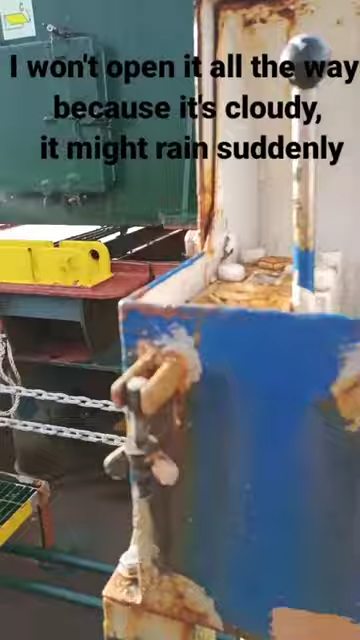 I won't open it all the way
because it's cloudy,
it might rain suddenly